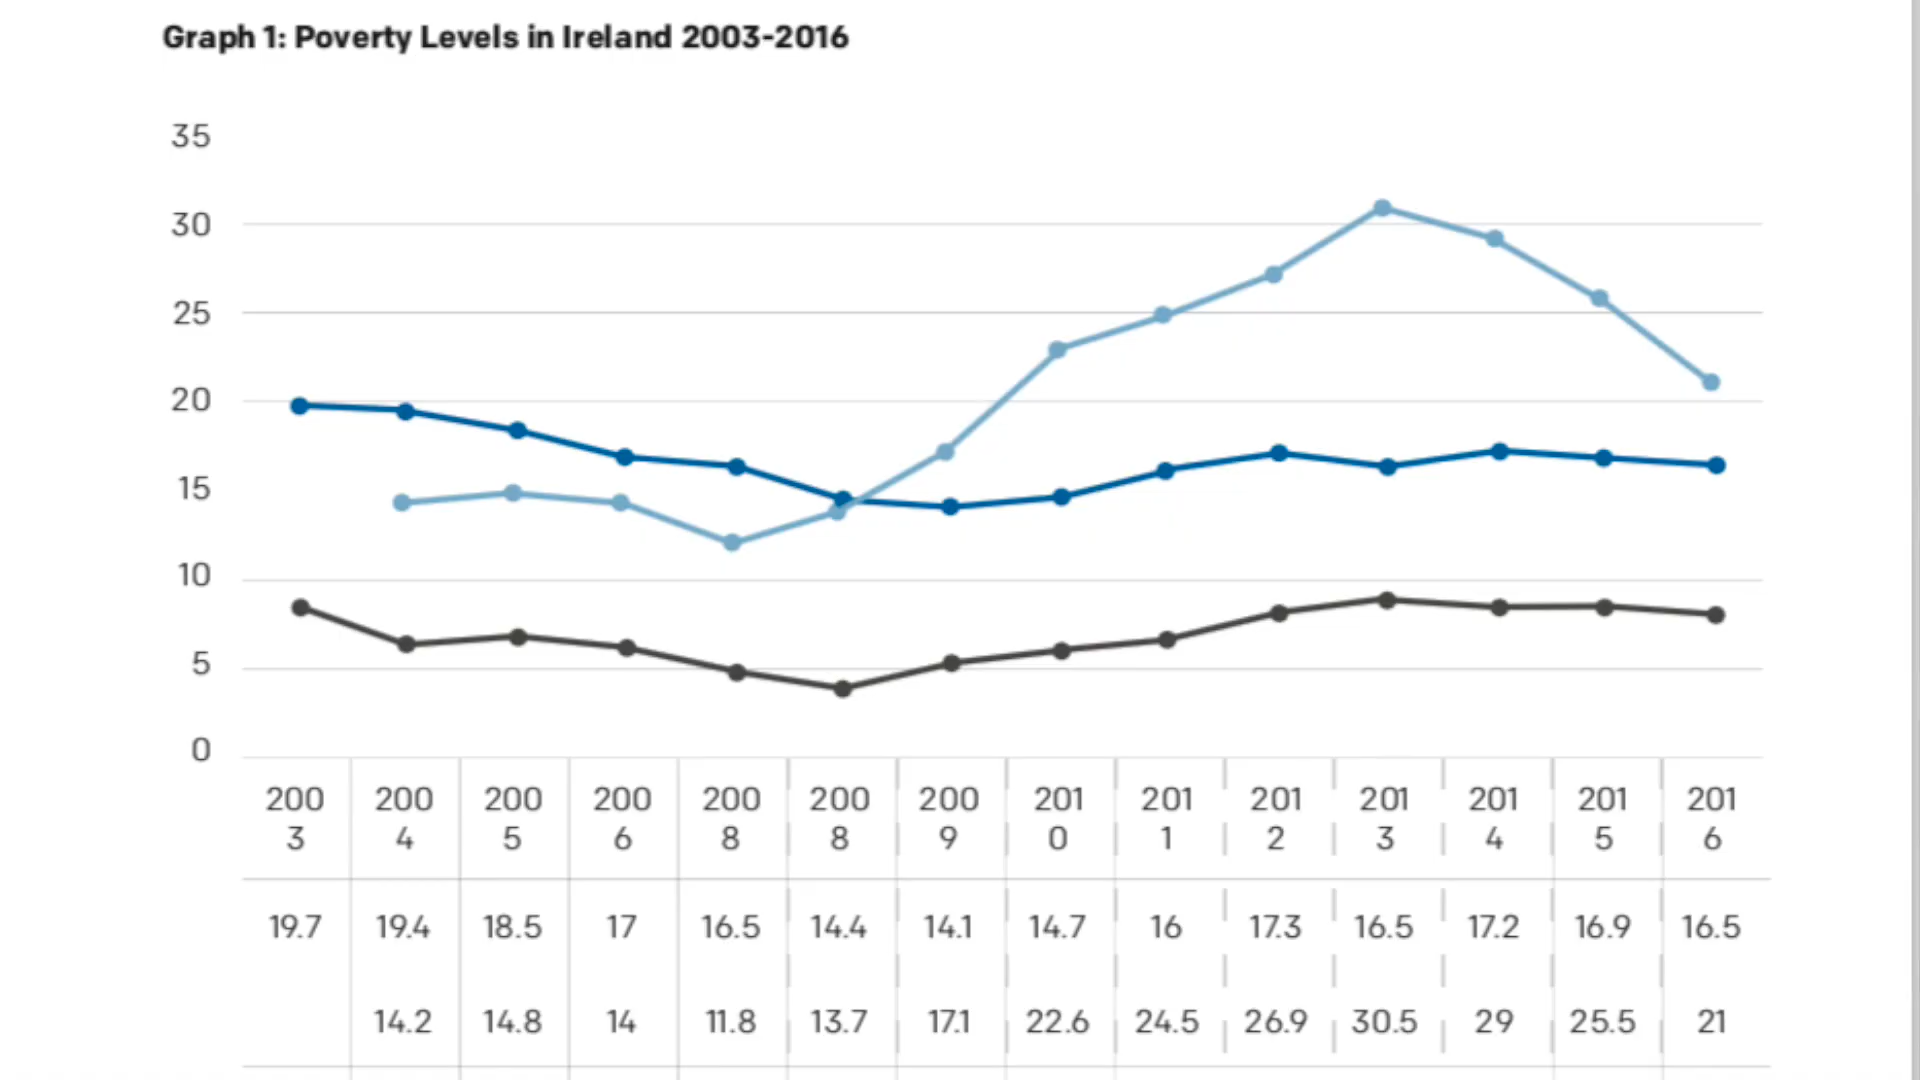 Graph 1: Poverty Levels in Ireland 2003-2016
35
30
25
20
15
10
5
0
200 200 200 200 200 200 200 201 201 201 201 201 201 201
3 4 5 6 8 8 9 0 1 2 3 4 5 6
19.7 19.4 18.5 17 16.5 14.4 14.1 14.7 16 17.3 16.5 17.2 16.9 16.5
14.2 14.8 14 11.8 13.7 17.1 22.6 24.5 26.9 30.5 29 25.5 21